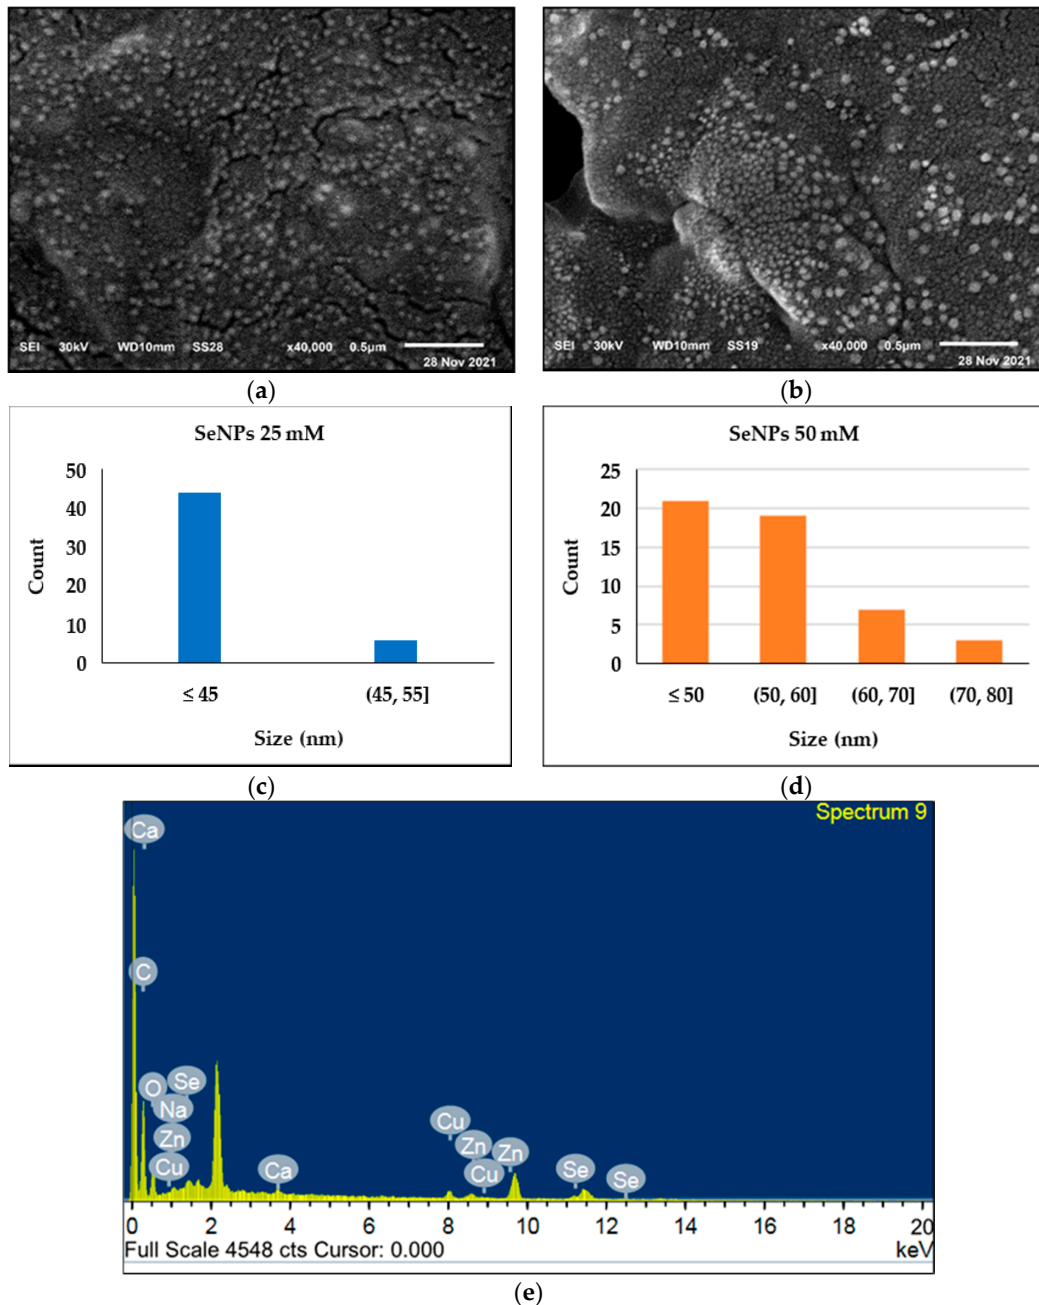 SEI 30kV WD10mm SS28 x40,000 0.5µm
28 Nov 2021
SEI 30kV WD10mm SS19 x40,000 0.5µm
28 Nov 2021
(a)
(b)
SeNPs 25 mM
50
40
30
20
10
0
Count
≤ 45 (45, 55]
Size (nm)
SeNPs 50 mM
25
20
15
10
5
0
Count
≤ 50 (50, 60] (60, 70] (70, 80]
Size (nm)
(c)
(d)
Spectrum 9
Ca
C
O
Se
Na
Zn
Cu
Ca
Cu
Zn
Cu
Zn
Se
Se
0 2 4 6 8 10 12 14 16 18 20
Full Scale 4548 cts Cursor: 0.000 keV
(e)